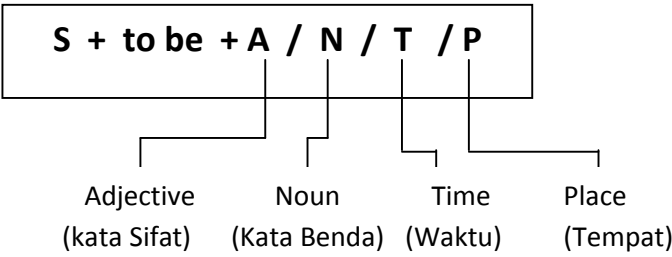 S + to be + A / N / T / P
Adjective Noun Time Place
(kata Sifat) (Kata Benda) (Waktu) (Tempat)